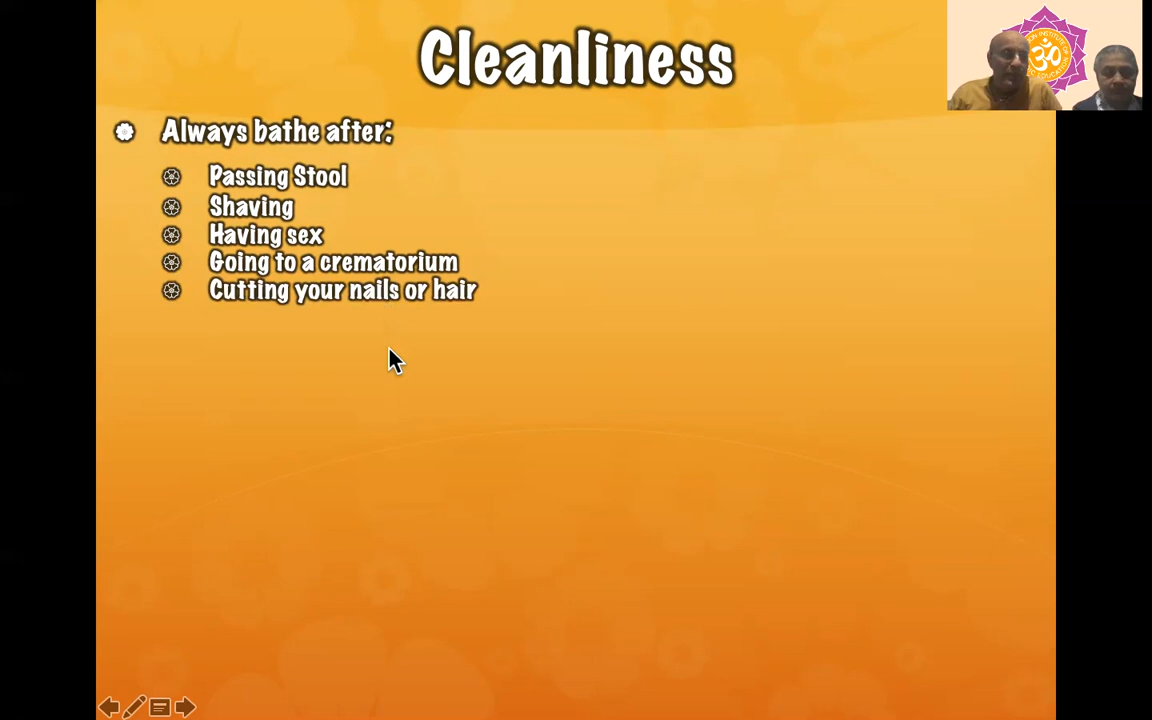 Cleanliness
Always bathe after:
Passing Stool
Shaving
Having sex
Going to a crematorium
Cutting your nails or hair